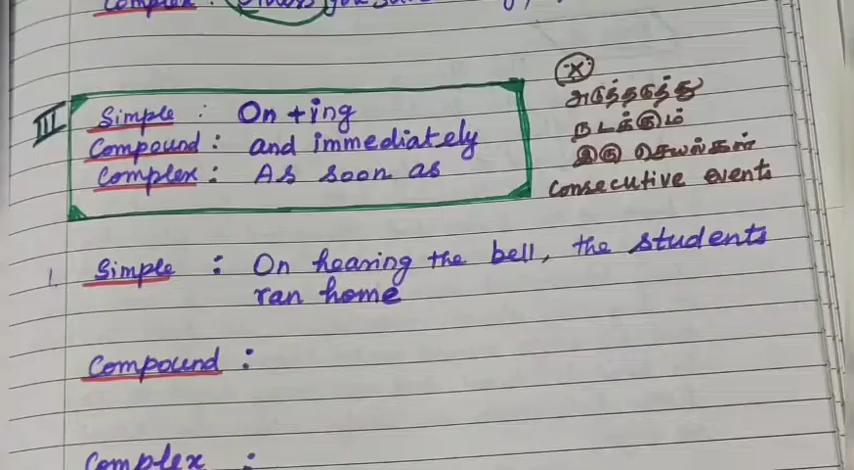 Complex :
III
Simple : On +ing
Compound : and immediately
Complex : As soon as
X
அடுத்தடுத்து
நடக்கும்
இரு செயல்கள்
Consecutive events
1. Simple : On hearing the bell, the students
ran home
Compound :
Complex :